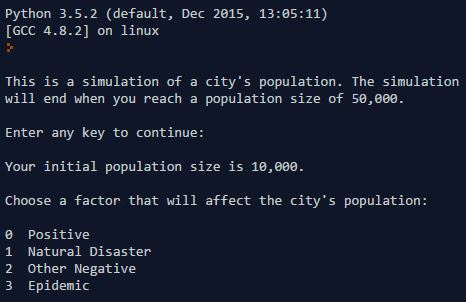 Python 3.5.2 (default, Dec 2015, 13:05:11)
[GCC 4.8.2] on linux
This is a simulation of a city's population. The simulation
will end when you reach a population size of 50,000.
Enter any key to continue:
Your initial population size is 10,000.
Choose a factor that will affect the city's population:
0  Positive
1  Natural Disaster
2  Other Negative
3  Epidemic